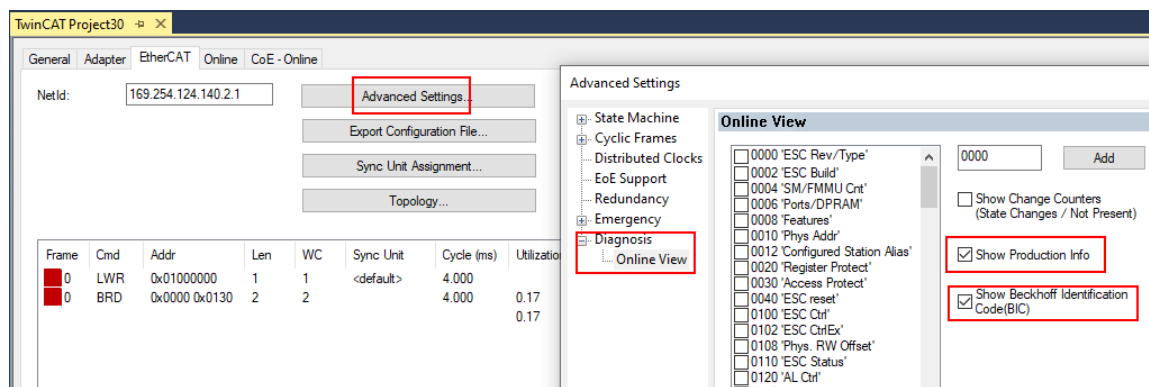 TwinCAT Project30
General Adapter EtherCAT Online CoE - Online
NetId:
169.254.124.140.2.1
Advanced Settings...
Export Configuration File...
Sync Unit Assignment...
Topology...
Frame Cmd Addr Len WC Sync Unit Cycle (ms) Utilizatio
0 LWR 0x01000000 1 1 <default> 4.000
0 BRD 0x0000 0x0130 2 2 4.000 0.17
0.17
Advanced Settings
State Machine
Cyclic Frames
Distributed Clocks
EoE Support
Redundancy
Emergency
Diagnosis
Online View
Online View
0000 'ESC Rev/Type'
0002 'ESC Build'
0004 'SM/FMMU Cnt'
0006 'Ports/DPRAM'
0008 'Features'
0010 'Phys Addr'
0012 'Configured Station Alias'
0020 'Register Protect'
0030 'Access Protect'
0040 'ESC reset'
0100 'ESC Ctrl'
0102 'ESC CtrlEx'
0108 'Phys. RW Offset'
0110 'ESC Status'
0120 'AL Ctrl'
0000
Add
Show Change Counters
(State Changes / Not Present)
Show Production Info
Show Beckhoff Identification
Code(BIC)